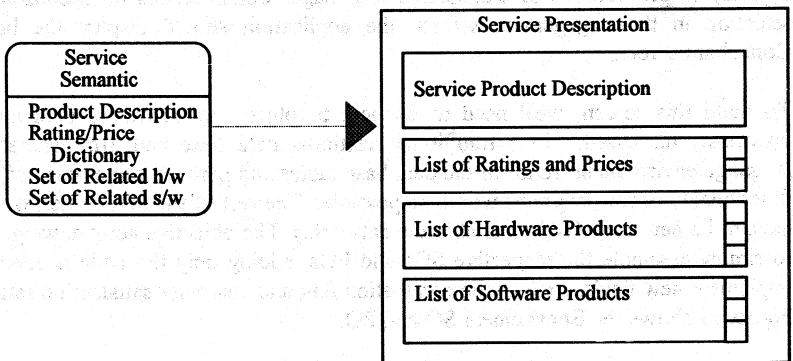 Service
Semantic
Product Description
Rating/Price
Dictionary
Set of Related h/w
Set of Related s/w
Service Presentation
Service Product Description
List of Ratings and Prices
List of Hardware Products
List of Software Products